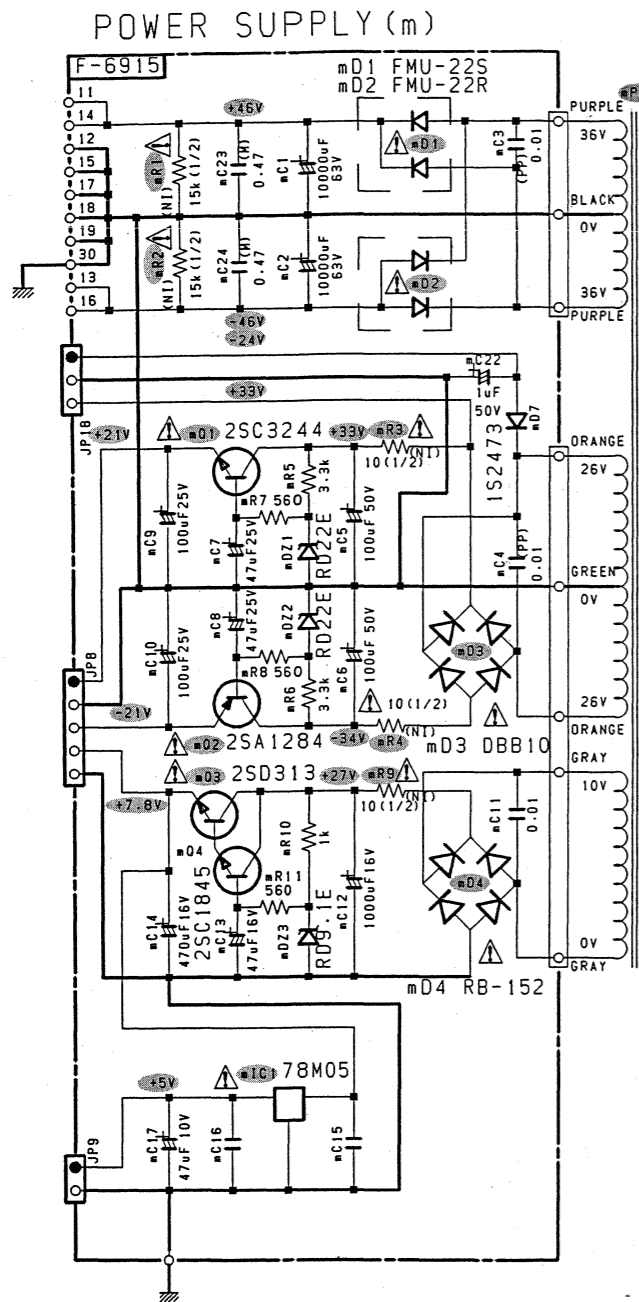 POWER SUPPLY(m)
F-6915
mD1 FMU-22S
mD2 FMU-22R
11
14
12
15
17
18
19
30
13
16
+46V
mR1
15k(1/2)
(NI)
mC23
0.47
(M)
mC1
10000uF
63V
mD1
mC3
0.01
(PP)
PURPLE
36V
BLACK
0V
mR2
15k(1/2)
(NI)
mC24
0.47
(M)
mC2
10000uF
63V
mD2
36V
PURPLE
-46V
-24V
+33V
JP18
mC22
1uF
50V
mD7
1S2473
+21V
mQ1 2SC3244
+33V
mR3
10(1/2)
(NI)
ORANGE
26V
mC9
100uF25V
mR5
3.3k
mR7 560
mC7
47uF25V
mDZ1
RD22E
mC5
100uF 50V
mC4
0.01
(PP)
GREEN
0V
mC10
100uF25V
mC8
47uF25V
mDZ2
RD22E
mR8 560
mR6
3.3k
mC6
100uF 50V
mD3
26V
ORANGE
JP8
-21V
mQ2 2SA1284
-34V
mR4
10(1/2)
(NI)
mD3 DBB10
mQ3 2SD313
+27V
mR9
10(1/2)
(NI)
GRAY
10V
+7.8V
mQ4
2SC1845
mR10
1k
mR11
560
mC14
470uF16V
mC13
47uF16V
mDZ3
RD9.1E
mC12
1000uF16V
mC11
0.01
mD4
0V
GRAY
mD4 RB-152
+5V
mIC1 78M05
JP9
mC17
47uF 10V
mC16
mC15